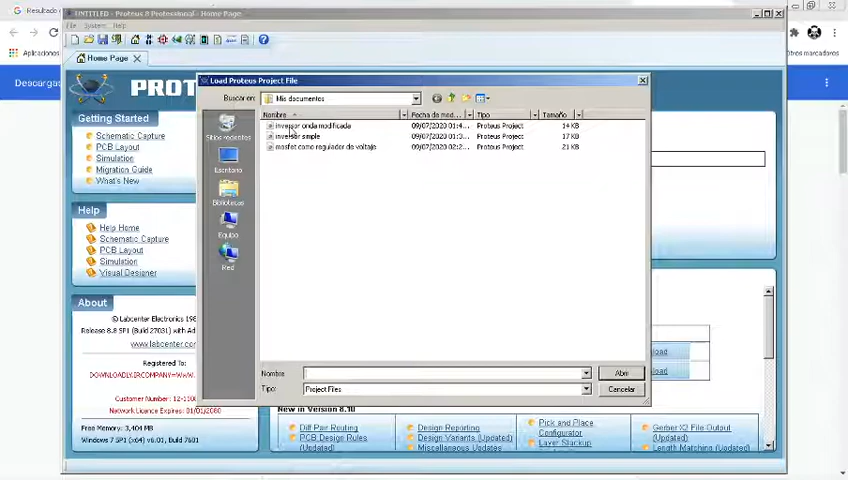 Resultado
UNTITLED - Proteus 8 Professional - Home Page
File System Help
Aplicaciones
Home Page
Otros marcadores
Descargas
PROT
Load Proteus Project File
Buscar en: Mis documentos
Nombre Fecha de mod... Tipo Tamaño
inversor onda modificada 09/07/2020 01:4... Proteus Project 14 KB
inversor simple 09/07/2020 01:... Proteus Project 17 KB
mosfet como regulador de voltaje 09/07/2020 02:2... Proteus Project 21 KB
Sitios recientes
Escritorio
Bibliotecas
Equipo
Red
Nombre Abrir
Tipo: Project Files Cancelar
Getting Started
Schematic Capture
PCB Layout
Simulation
Migration Guide
What's New
Help
Help Home
Schematic Capture
PCB Layout
Simulation
Visual Designer
About
© Labcenter Electronics 198
Release 8.8 SP1 (Build 27031) with Ad
www.labcenter.
Registered To:
DOWNLOADLY.IRCOMPANY=WWW.
Customer Number: 12-
Network Licence Expires: 01/01/2080
Free Memory: 3,404 MB
Windows 7 SP1 (x64) v6.01, Build 7601
New in Version 8.10
Diff Pair Routing
PCB Design Rules
(Updated)
Design Reporting
Design Variants (Updated)
Miscellaneous Updates
Pick and Place
Configurator
Layer Stackup
Gerber X2 File Output
(Updated)
Length Matching (Updated)